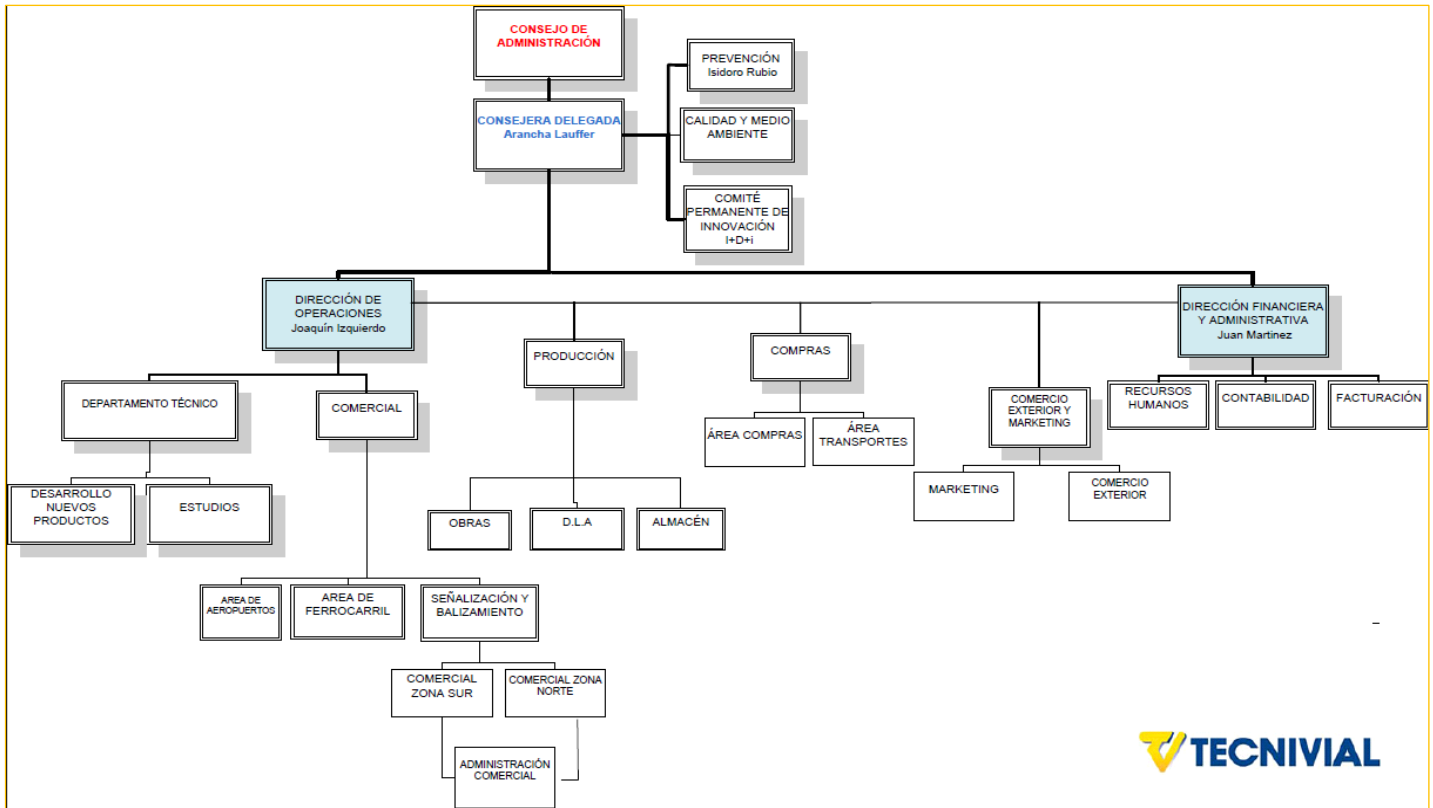 CONSEJO DE
ADMINISTRACIÓN
PREVENCIÓN
Isidoro Rubio
CONSEJERA DELEGADA
Arancha Lauffer
CALIDAD Y MEDIO
AMBIENTE
COMITÉ
PERMANENTE DE
INNOVACIÓN
I+D+i
DIRECCIÓN DE
OPERACIONES
Joaquín Izquierdo
DIRECCIÓN FINANCIERA
Y ADMINISTRATIVA
Juan Martinez
PRODUCCIÓN
COMPRAS
DEPARTAMENTO TÉCNICO
COMERCIAL
COMERCIO
EXTERIOR Y
MARKETING
RECURSOS
HUMANOS
CONTABILIDAD
FACTURACIÓN
ÁREA COMPRAS
ÁREA
TRANSPORTES
DESARROLLO
NUEVOS
PRODUCTOS
ESTUDIOS
OBRAS
D.L.A
ALMACÉN
MARKETING
COMERCIO
EXTERIOR
AREA DE
AEROPUERTOS
AREA DE
FERROCARRIL
SEÑALIZACIÓN Y
BALIZAMIENTO
COMERCIAL
ZONA SUR
COMERCIAL ZONA
NORTE
ADMINISTRACIÓN
COMERCIAL
TECNIVIAL